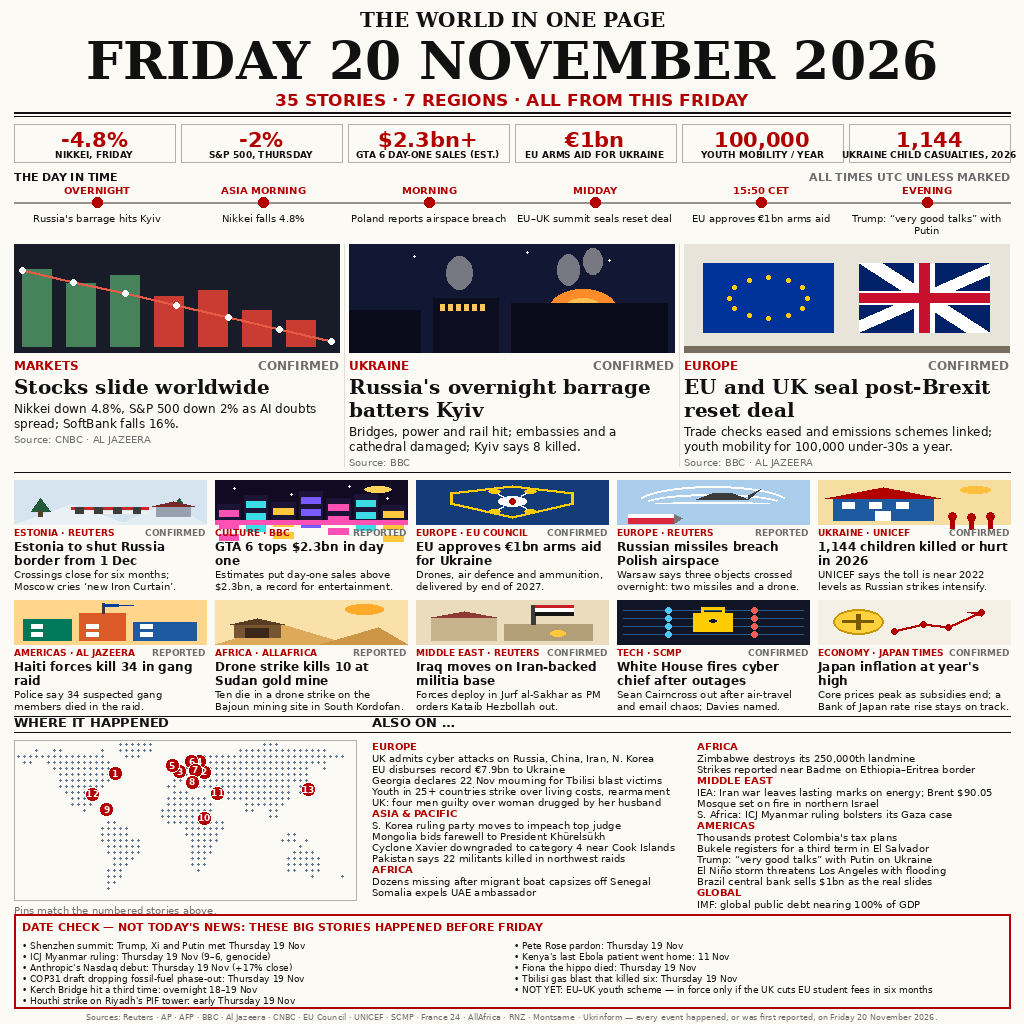 THE WORLD IN ONE PAGE
FRIDAY 20 NOVEMBER 2026
35 STORIES · 7 REGIONS · ALL FROM THIS FRIDAY
-4.8%
NIKKEI, FRIDAY
-2%
S&P 500, THURSDAY
$2.3bn+
GTA 6 DAY-ONE SALES (EST.)
€1bn
EU ARMS AID FOR UKRAINE
100,000
YOUTH MOBILITY / YEAR
1,144
UKRAINE CHILD CASUALTIES, 2026
THE DAY IN TIME
ALL TIMES UTC UNLESS MARKED
OVERNIGHT
Russia's barrage hits Kyiv
ASIA MORNING
Nikkei falls 4.8%
MORNING
Poland reports airspace breach
MIDDAY
EU–UK summit seals reset deal
15:50 CET
EU approves €1bn arms aid
EVENING
Trump: “very good talks” with
Putin
MARKETS CONFIRMED
Stocks slide worldwide
Nikkei down 4.8%, S&P 500 down 2% as AI doubts
spread; SoftBank falls 16%.
Source: CNBC · AL JAZEERA
UKRAINE CONFIRMED
Russia's overnight barrage
batters Kyiv
Bridges, power and rail hit; embassies and a
cathedral damaged; Kyiv says 8 killed.
Source: BBC
EUROPE CONFIRMED
EU and UK seal post-Brexit
reset deal
Trade checks eased and emissions schemes linked;
youth mobility for 100,000 under-30s a year.
Source: BBC · AL JAZEERA
ESTONIA · REUTERS CONFIRMED
Estonia to shut Russia
border from 1 Dec
Crossings close for six months;
Moscow cries ‘new Iron Curtain’.
CULTURE · BBC REPORTED
GTA 6 tops $2.3bn in day
one
Estimates put day-one sales above
$2.3bn, a record for entertainment.
EUROPE · EU COUNCIL CONFIRMED
EU approves €1bn arms aid
for Ukraine
Drones, air defence and ammunition,
delivered by end of 2027.
EUROPE · REUTERS REPORTED
Russian missiles breach
Polish airspace
Warsaw says three objects crossed
overnight: two missiles and a drone.
UKRAINE · UNICEF CONFIRMED
1,144 children killed or hurt
in 2026
UNICEF says the toll is near 2022
levels as Russian strikes intensify.
AMERICAS · AL JAZEERA REPORTED
Haiti forces kill 34 in gang
raid
Police say 34 suspected gang
members died in the raid.
AFRICA · ALLAFRICA REPORTED
Drone strike kills 10 at
Sudan gold mine
Ten die in a drone strike on the
Bajoun mining site in South Kordofan.
MIDDLE EAST · REUTERS CONFIRMED
Iraq moves on Iran-backed
militia base
Forces deploy in Jurf al-Sakhar as PM
orders Kataib Hezbollah out.
TECH · SCMP CONFIRMED
White House fires cyber
chief after outages
Sean Cairncross out after air-travel
and email chaos; Davies named.
ECONOMY · JAPAN TIMES CONFIRMED
Japan inflation at year's
high
Core prices peak as subsidies end; a
Bank of Japan rate rise stays on track.
WHERE IT HAPPENED
1
5
6
7
2
8
11
12
9
10
13
Pins match the numbered stories above.
ALSO ON …
EUROPE
UK admits cyber attacks on Russia, China, Iran, N. Korea
EU disburses record €7.9bn to Ukraine
Georgia declares 22 Nov mourning for Tbilisi blast victims
Youth in 25+ countries strike over living costs, rearmament
UK: four men guilty over woman drugged by her husband
ASIA & PACIFIC
S. Korea ruling party moves to impeach top judge
Mongolia bids farewell to President Khürelsükh
Cyclone Xavier downgraded to category 4 near Cook Islands
Pakistan says 22 militants killed in northwest raids
AFRICA
Dozens missing after migrant boat capsizes off Senegal
Somalia expels UAE ambassador
AFRICA
Zimbabwe destroys its 250,000th landmine
Strikes reported near Badme on Ethiopia–Eritrea border
MIDDLE EAST
IEA: Iran war leaves lasting marks on energy; Brent $90.05
Mosque set on fire in northern Israel
S. Africa: ICJ Myanmar ruling bolsters its Gaza case
AMERICAS
Thousands protest Colombia's tax plans
Bukele registers for a third term in El Salvador
Trump: “very good talks” with Putin on Ukraine
El Niño storm threatens Los Angeles with flooding
Brazil central bank sells $1bn as the real slides
GLOBAL
IMF: global public debt nearing 100% of GDP
DATE CHECK — NOT TODAY'S NEWS: THESE BIG STORIES HAPPENED BEFORE FRIDAY
• Shenzhen summit: Trump, Xi and Putin met Thursday 19 Nov
• ICJ Myanmar ruling: Thursday 19 Nov (9–6, genocide)
• Anthropic's Nasdaq debut: Thursday 19 Nov (+17% close)
• COP31 draft dropping fossil-fuel phase-out: Thursday 19 Nov
• Kerch Bridge hit a third time: overnight 18–19 Nov
• Houthi strike on Riyadh's PIF tower: early Thursday 19 Nov
• Pete Rose pardon: Thursday 19 Nov
• Kenya's last Ebola patient went home: 11 Nov
• Fiona the hippo died: Thursday 19 Nov
• Tbilisi gas blast that killed six: Thursday 19 Nov
• NOT YET: EU–UK youth scheme — in force only if the UK cuts EU student fees in six months
Sources: Reuters · AP · AFP · BBC · Al Jazeera · CNBC · EU Council · UNICEF · SCMP · France 24 · AllAfrica · RNZ · Montsame · Ukrinform — every event happened, or was first reported, on Friday 20 November 2026.